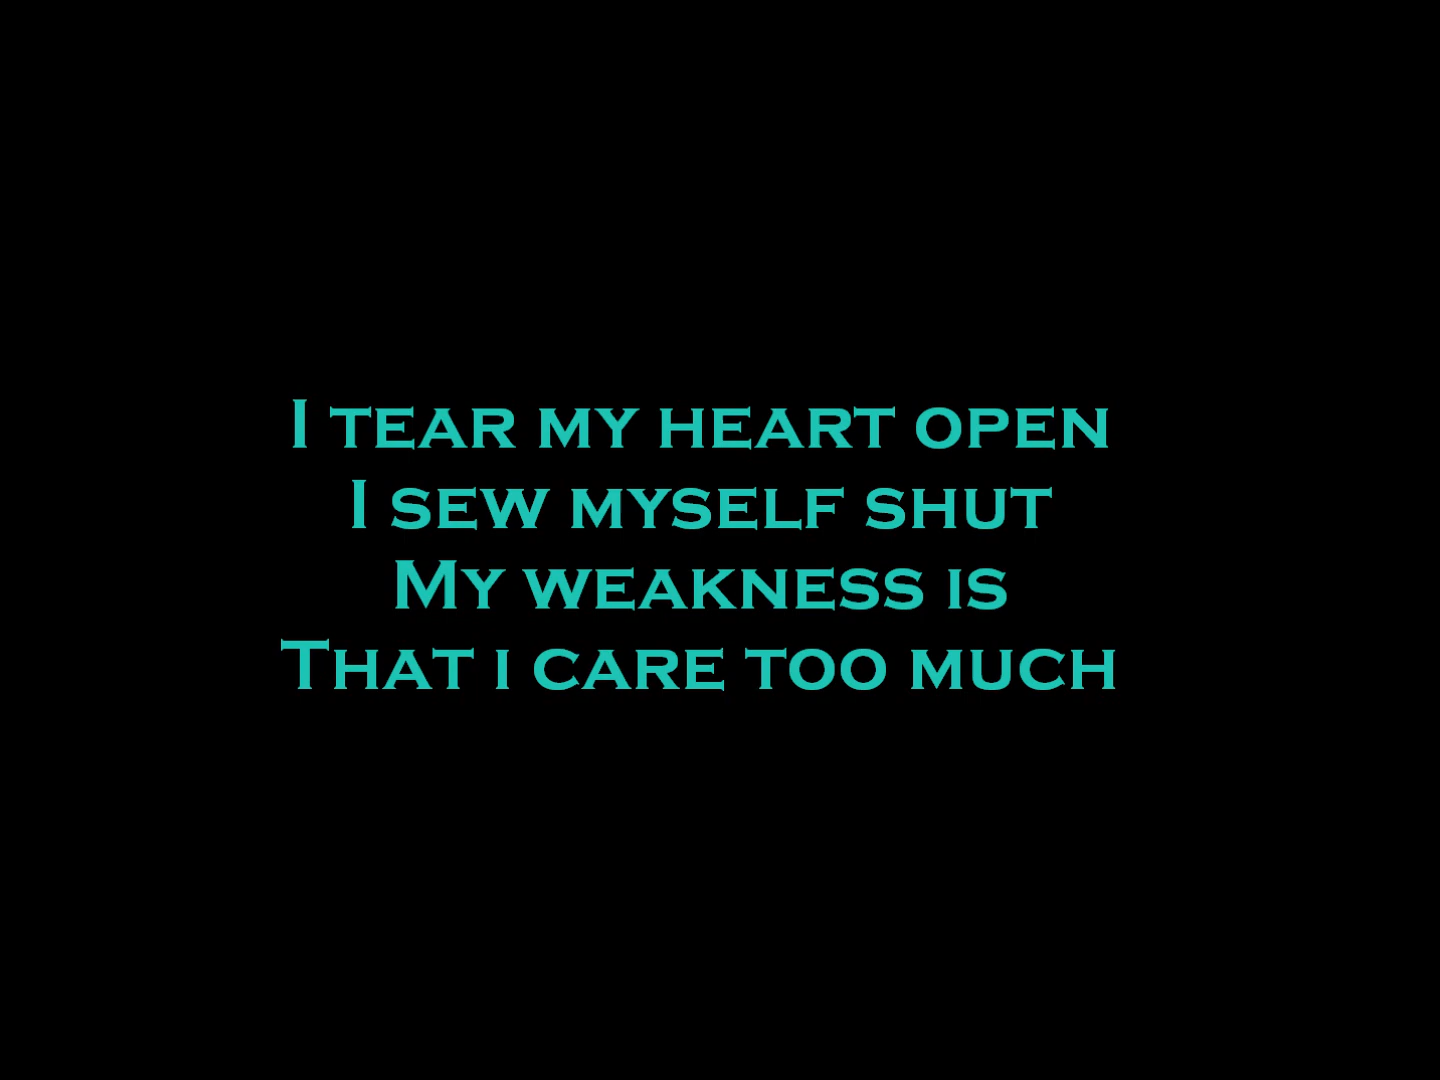 I tear my heart open
I sew myself shut
My weakness is
That i care too much